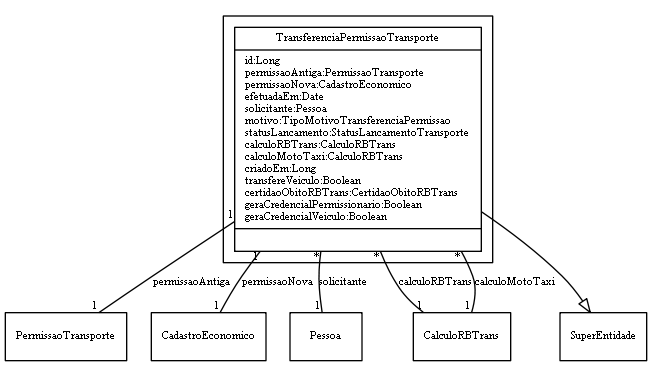 TransferenciaPermissaoTransporte
id:Long
permissaoAntiga:PermissaoTransporte
permissaoNova:CadastroEconomico
efetuadaEm:Date
solicitante:Pessoa
motivo:TipoMotivoTransferenciaPermissao
statusLancamento:StatusLancamentoTransporte
calculoRBTrans:CalculoRBTrans
calculoMotoTaxi:CalculoRBTrans
criadoEm:Long
transfereVeiculo:Boolean
certidaoObitoRBTrans:CertidaoObitoRBTrans
geraCredencialPermissionario:Boolean
geraCredencialVeiculo:Boolean
1
1 * * *
permissaoAntiga permissaoNova solicitante calculoRBTrans calculoMotoTaxi
1 1 1 1 1
PermissaoTransporte CadastroEconomico Pessoa CalculoRBTrans SuperEntidade